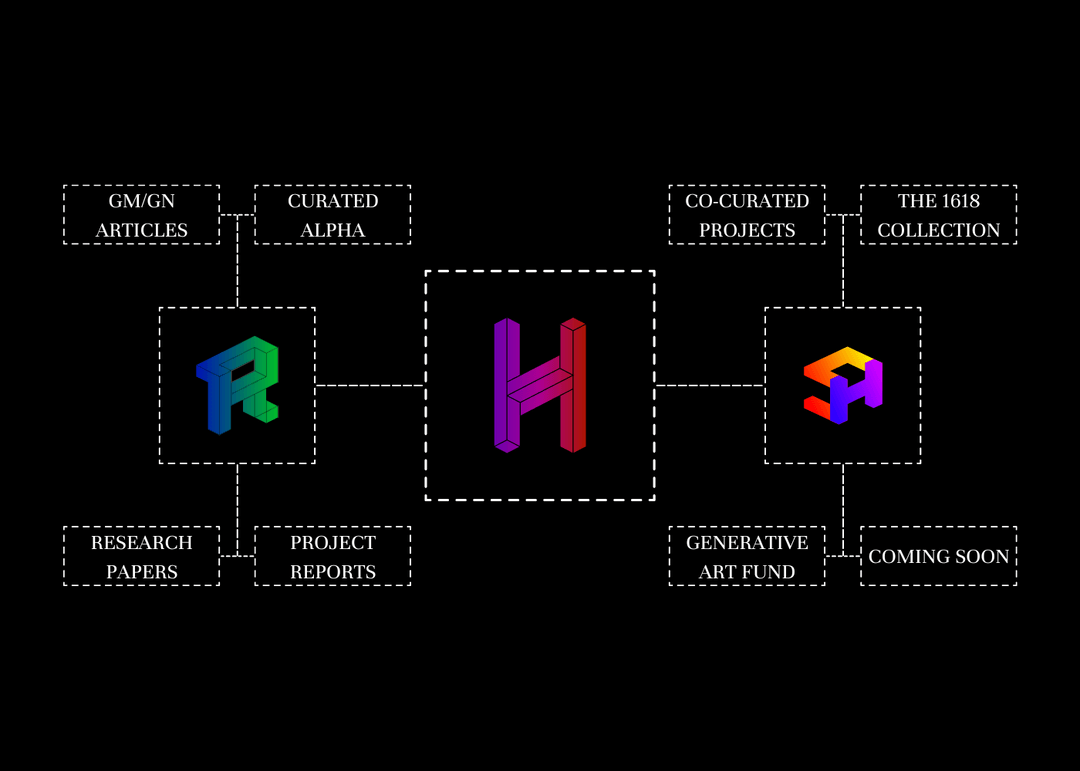 GM/GN
ARTICLES
CURATED
ALPHA
CO-CURATED
PROJECTS
THE 1618
COLLECTION
H
RESEARCH
PAPERS
PROJECT
REPORTS
GENERATIVE
ART FUND
COMING SOON